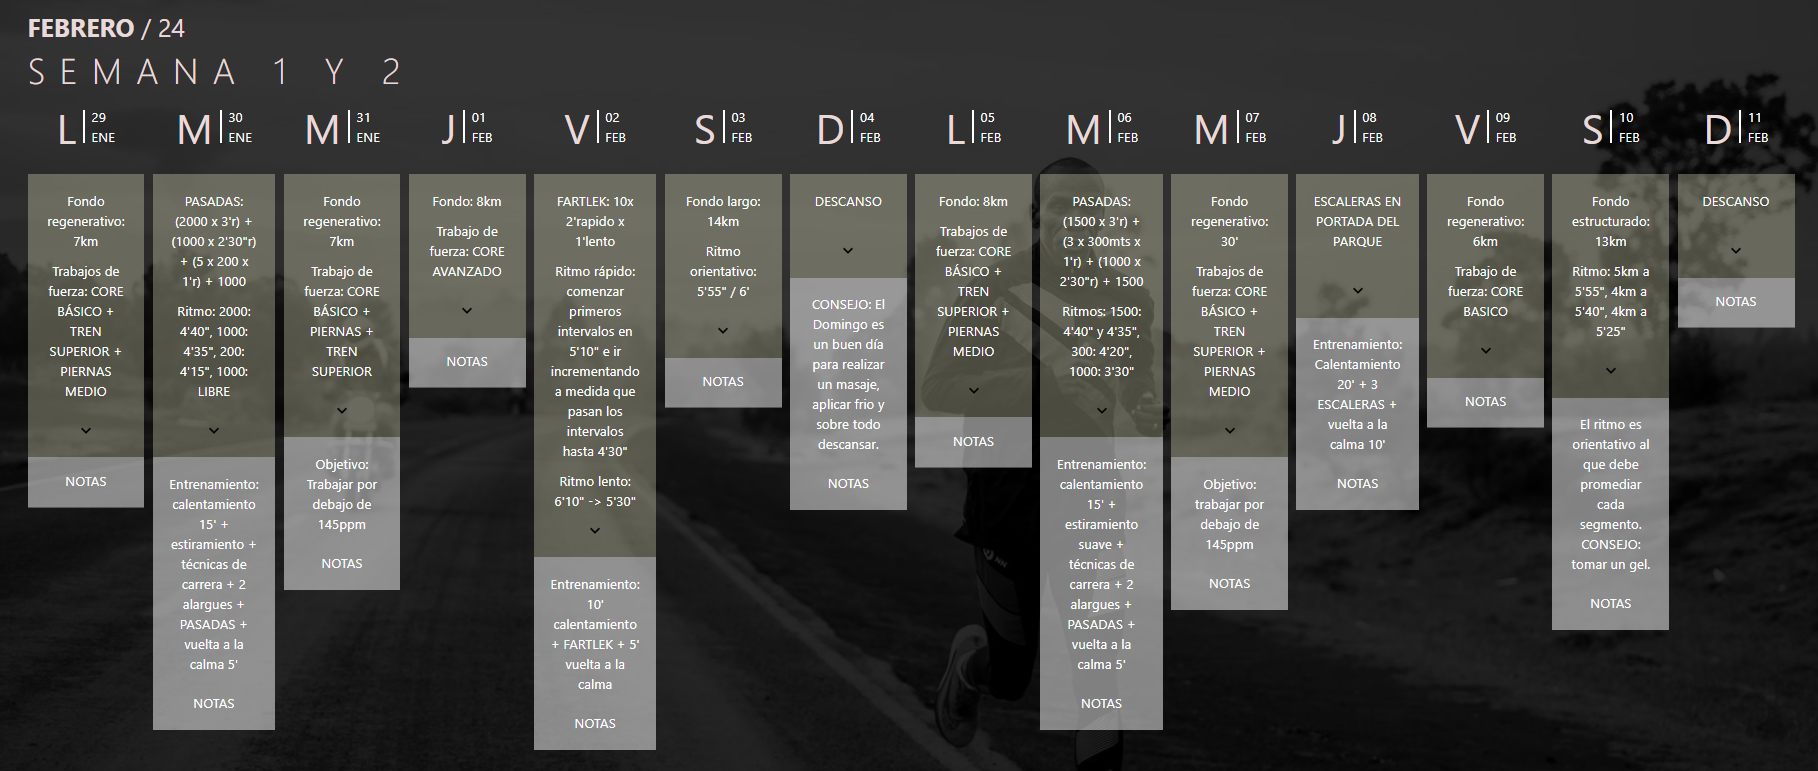 FEBRERO / 24
SEMANA 1 Y 2
L 29 ENE
Fondo
regenerativo:
7km
Trabajos de
fuerza: CORE
BÁSICO +
TREN
SUPERIOR +
PIERNAS
MEDIO
NOTAS
M 30 ENE
PASADAS:
(2000 x 3'r) +
(1000 x 2'30"r)
+ (5 x 200 x
1'r) + 1000
Ritmo: 2000:
4'40", 1000:
4'35", 200:
4'15", 1000:
LIBRE
Entrenamiento:
calentamiento
15' +
estiramiento +
técnicas de
carrera + 2
alargues +
PASADAS +
vuelta a la
calma 5'
NOTAS
M 31 ENE
Fondo
regenerativo:
7km
Trabajo de
fuerza: CORE
BÁSICO +
PIERNAS +
TREN
SUPERIOR
Objetivo:
Trabajar por
debajo de
145ppm
NOTAS
J 01 FEB
Fondo: 8km
Trabajo de
fuerza: CORE
AVANZADO
NOTAS
V 02 FEB
FARTLEK: 10x
2'rapido x
1'lento
Ritmo rápido:
comenzar
primeros
intervalos en
5'10" e ir
incrementando
a medida que
pasan los
intervalos
hasta 4'30"
Ritmo lento:
6'10" -> 5'30"
Entrenamiento:
10'
calentamiento
+ FARTLEK + 5'
vuelta a la
calma
NOTAS
S 03 FEB
Fondo largo:
14km
Ritmo
orientativo:
5'55" / 6'
NOTAS
D 04 FEB
DESCANSO
CONSEJO: El
Domingo es
un buen día
para realizar
un masaje,
aplicar frio y
sobre todo
descansar.
NOTAS
L 05 FEB
Fondo: 8km
Trabajos de
fuerza: CORE
BÁSICO +
TREN
SUPERIOR +
PIERNAS
MEDIO
NOTAS
M 06 FEB
PASADAS:
(1500 x 3'r) +
(3 x 300mts x
1'r) + (1000 x
2'30"r) + 1500
Ritmos: 1500:
4'40" y 4'35",
300: 4'20",
1000: 3'30"
Entrenamiento:
calentamiento
15' +
estiramiento
suave +
técnicas de
carrera + 2
alargues +
PASADAS +
vuelta a la
calma 5'
NOTAS
M 07 FEB
Fondo
regenerativo:
30'
Trabajos de
fuerza: CORE
BÁSICO +
TREN
SUPERIOR +
PIERNAS
MEDIO
Objetivo:
trabajar por
debajo de
145ppm
NOTAS
J 08 FEB
ESCALERAS EN
PORTADA DEL
PARQUE
Entrenamiento:
Calentamiento
20' + 3
ESCALERAS +
vuelta a la
calma 10'
NOTAS
V 09 FEB
Fondo
regenerativo:
6km
Trabajo de
fuerza: CORE
BASICO
NOTAS
S 10 FEB
Fondo
estructurado:
13km
Ritmo: 5km a
5'55", 4km a
5'40", 4km a
5'25"
El ritmo es
orientativo al
que debe
promediar
cada
segmento.
CONSEJO:
tomar un gel.
NOTAS
D 11 FEB
DESCANSO
NOTAS